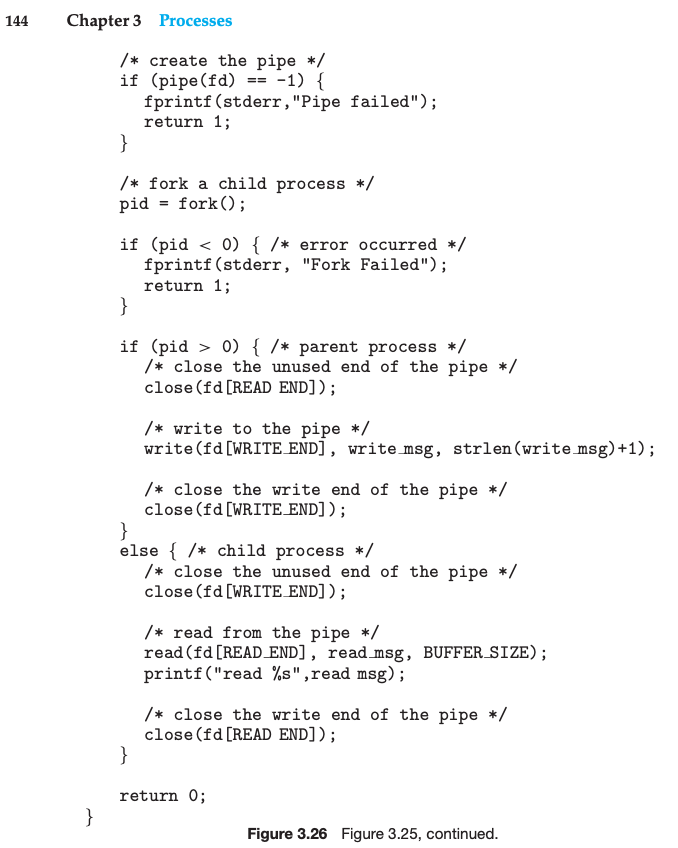 144 Chapter 3 Processes
/* create the pipe */
if (pipe(fd) == -1) {
fprintf(stderr,"Pipe failed");
return 1;
}
/* fork a child process */
pid = fork();
if (pid < 0) { /* error occurred */
fprintf(stderr, "Fork Failed");
return 1;
}
if (pid > 0) { /* parent process */
/* close the unused end of the pipe */
close(fd[READ END]);
/* write to the pipe */
write(fd[WRITE_END], write_msg, strlen(write_msg)+1);
/* close the write end of the pipe */
close(fd[WRITE_END]);
}
else { /* child process */
/* close the unused end of the pipe */
close(fd[WRITE_END]);
/* read from the pipe */
read(fd[READ_END], read_msg, BUFFER_SIZE);
printf("read %s",read msg);
/* close the write end of the pipe */
close(fd[READ END]);
}
return 0;
}
Figure 3.26 Figure 3.25, continued.